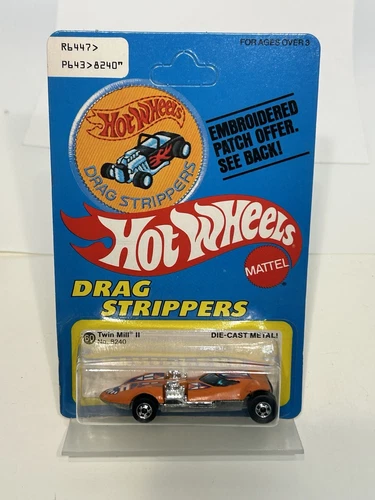 R6447>
P643>8240"
FOR AGES OVER 3
Hot Wheels
DRAG STRIPPERS
EMBROIDERED
PATCH OFFER.
SEE BACK!
Hot Wheels
MATTEL
DRAG
STRIPPERS
60 Twin Mill II
No. 8240
DIE-CAST METAL!